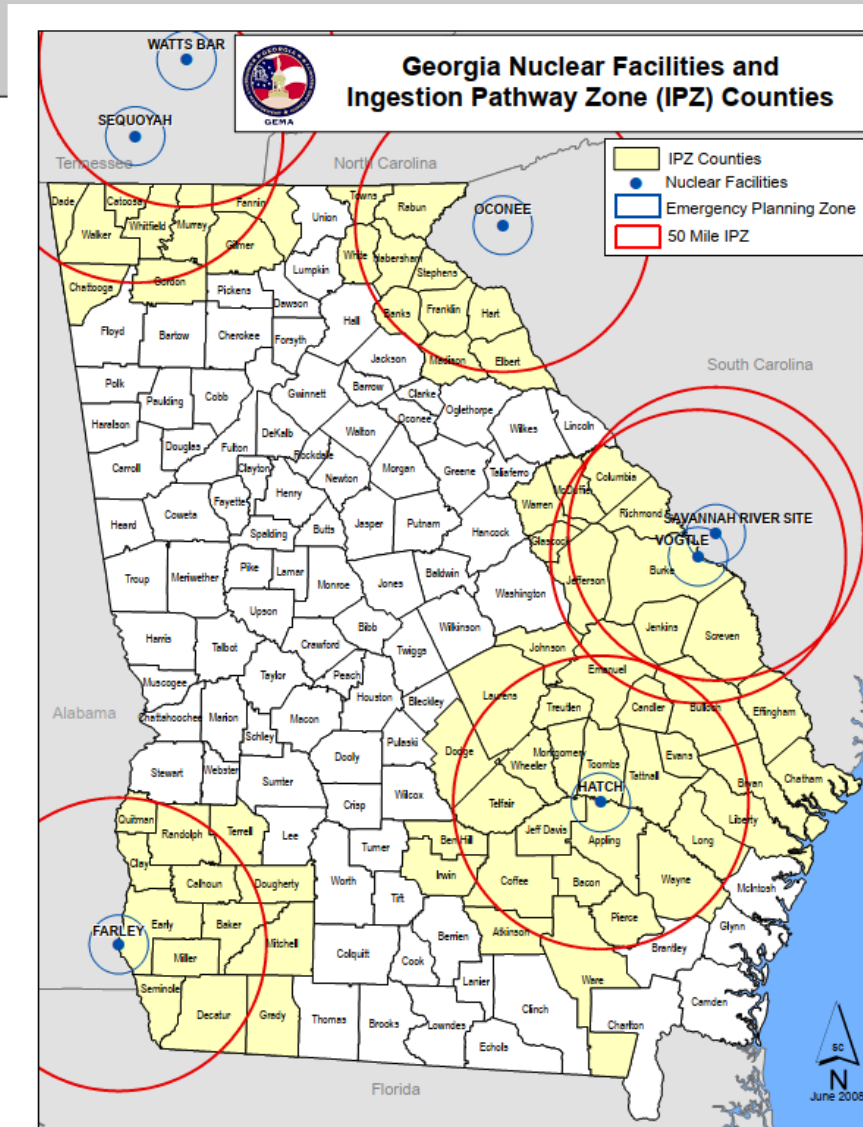 WATTS BAR
Georgia Nuclear Facilities and
Ingestion Pathway Zone (IPZ) Counties
GEORGIA
GEMA
SEQUOYAH
Tennessee
North Carolina
IPZ Counties
Nuclear Facilities
Emergency Planning Zone
50 Mile IPZ
Dade
Catoosa
Fannin
Towns
Rabun
Union
OCONEE
Walker
Whitfield
Murray
Gilmer
White
Habersham
Stephens
Lumpkin
Chattooga
Gordon
Pickens
Dawson
Banks
Franklin
Hart
Floyd
Bartow
Cherokee
Forsyth
Hall
Jackson
Madison
Elbert
South Carolina
Polk
Paulding
Cobb
Gwinnett
Barrow
Clarke
Oconee
Oglethorpe
Wilkes
Lincoln
Haralson
Douglas
Fulton
DeKalb
Rockdale
Walton
Morgan
Greene
Taliaferro
Carroll
Clayton
Henry
Newton
Warren
McDuffie
Columbia
Richmond
Heard
Coweta
Fayette
Spalding
Butts
Jasper
Putnam
Hancock
Glascock
SAVANNAH RIVER SITE
VOGTLE
Burke
Troup
Meriwether
Pike
Lamar
Monroe
Jones
Baldwin
Washington
Jefferson
Upson
Bibb
Wilkinson
Jenkins
Screven
Harris
Talbot
Crawford
Twiggs
Johnson
Taylor
Peach
Emanuel
Muscogee
Houston
Bleckley
Laurens
Treutlen
Candler
Bulloch
Effingham
Alabama
Chattahoochee
Marion
Schley
Macon
Pulaski
Dodge
Montgomery
Wheeler
Toombs
Tattnall
Evans
Stewart
Webster
Sumter
Dooly
Wilcox
Telfair
HATCH
Bryan
Chatham
Crisp
Liberty
Quitman
Randolph
Terrell
Lee
Turner
Ben Hill
Jeff Davis
Appling
Long
Clay
Calhoun
Dougherty
Worth
Tift
Irwin
Coffee
Bacon
Wayne
McIntosh
FARLEY
Early
Baker
Mitchell
Colquitt
Cook
Berrien
Atkinson
Pierce
Brantley
Glynn
Miller
Lanier
Ware
Seminole
Decatur
Grady
Thomas
Brooks
Lowndes
Clinch
Charlton
Camden
Echols
Florida
SC
N
June 2008